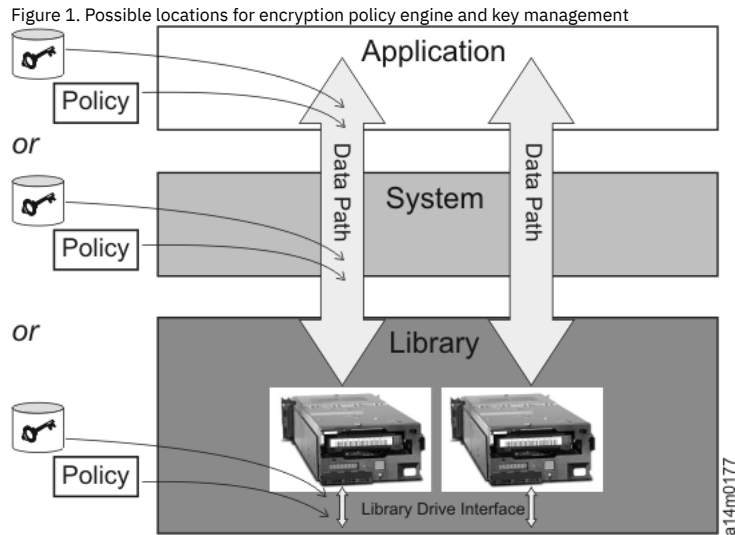 Figure 1. Possible locations for encryption policy engine and key management
Application
Policy
or
Data Path
Data Path
System
Policy
or
Library
Policy
Library Drive Interface
a14m0177